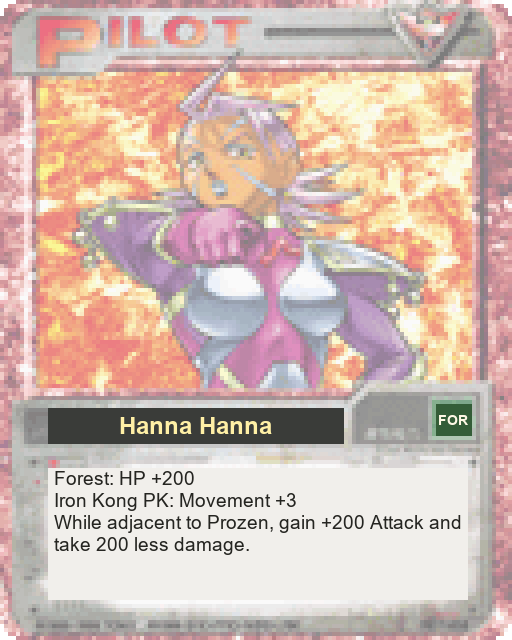 PILOT
Hanna Hanna
FOR
Forest: HP +200
Iron Kong PK: Movement +3
While adjacent to Prozen, gain +200 Attack and
take 200 less damage.